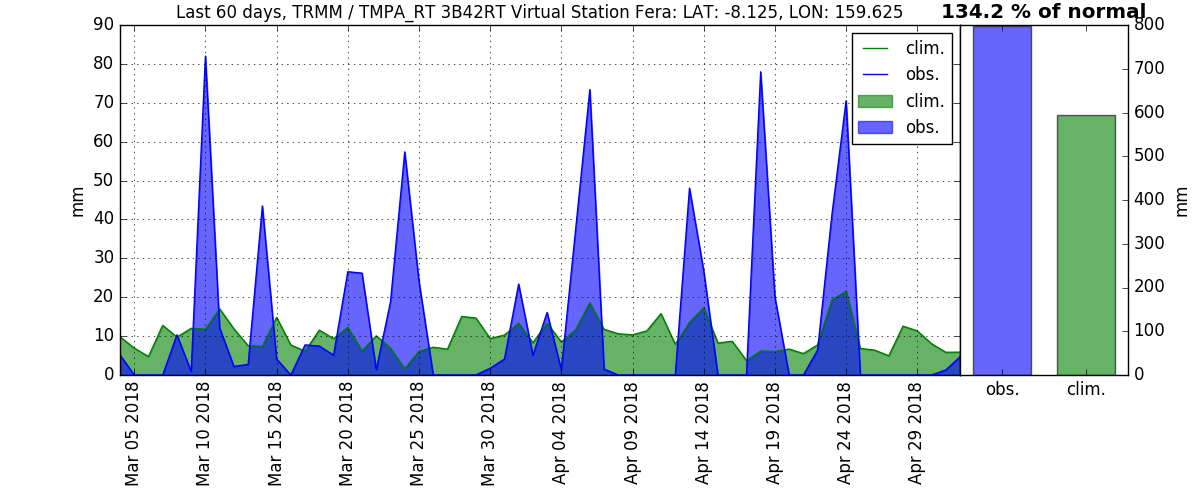 Last 60 days, TRMM / TMPA_RT 3B42RT Virtual Station Fera: LAT: -8.125, LON: 159.625
134.2 % of normal
90
80
70
60
50
40
30
20
10
0
mm
clim.
obs.
clim.
obs.
800
700
600
500
400
300
200
100
0
mm
obs.
clim.
Mar 05 2018
Mar 10 2018
Mar 15 2018
Mar 20 2018
Mar 25 2018
Mar 30 2018
Apr 04 2018
Apr 09 2018
Apr 14 2018
Apr 19 2018
Apr 24 2018
Apr 29 2018